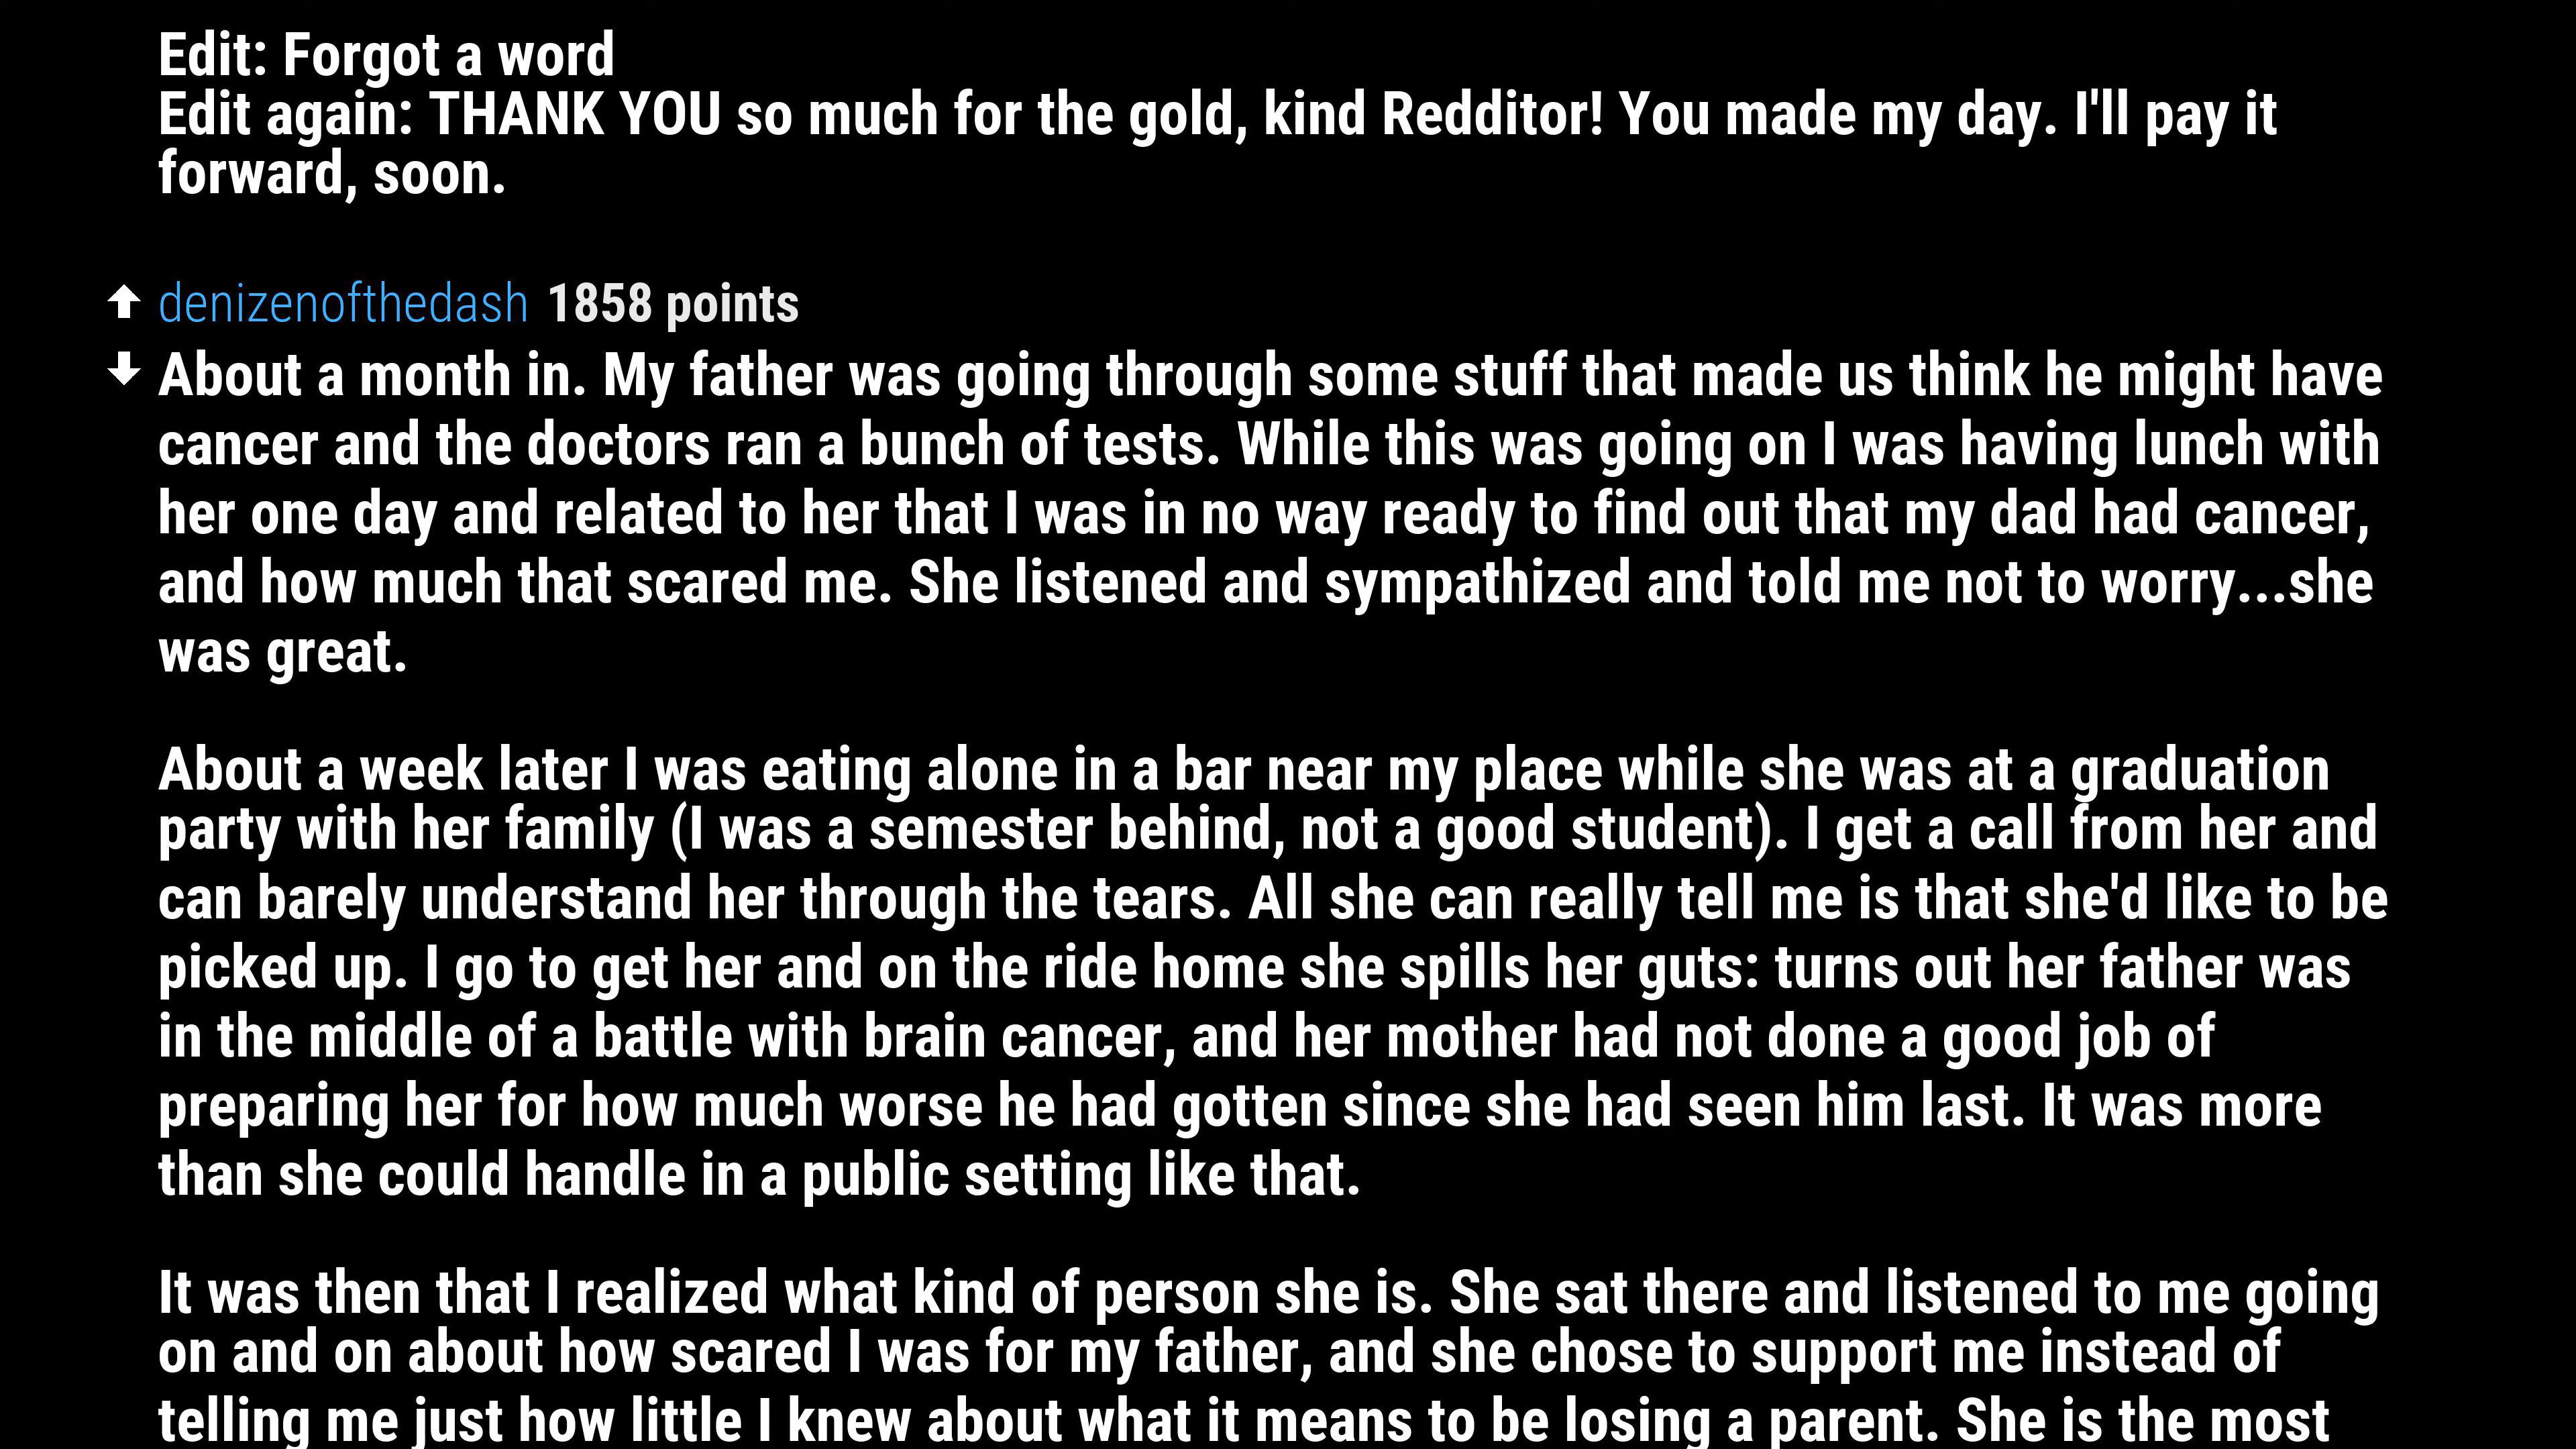 Edit: Forgot a word
Edit again: THANK YOU so much for the gold, kind Redditor! You made my day. I'll pay it
forward, soon.
denizenofthedash 1858 points
About a month in. My father was going through some stuff that made us think he might have
cancer and the doctors ran a bunch of tests. While this was going on I was having lunch with
her one day and related to her that I was in no way ready to find out that my dad had cancer,
and how much that scared me. She listened and sympathized and told me not to worry...she
was great.
About a week later I was eating alone in a bar near my place while she was at a graduation
party with her family (I was a semester behind, not a good student). I get a call from her and
can barely understand her through the tears. All she can really tell me is that she'd like to be
picked up. I go to get her and on the ride home she spills her guts: turns out her father was
in the middle of a battle with brain cancer, and her mother had not done a good job of
preparing her for how much worse he had gotten since she had seen him last. It was more
than she could handle in a public setting like that.
It was then that I realized what kind of person she is. She sat there and listened to me going
on and on about how scared I was for my father, and she chose to support me instead of
telling me just how little I knew about what it means to be losing a parent. She is the most